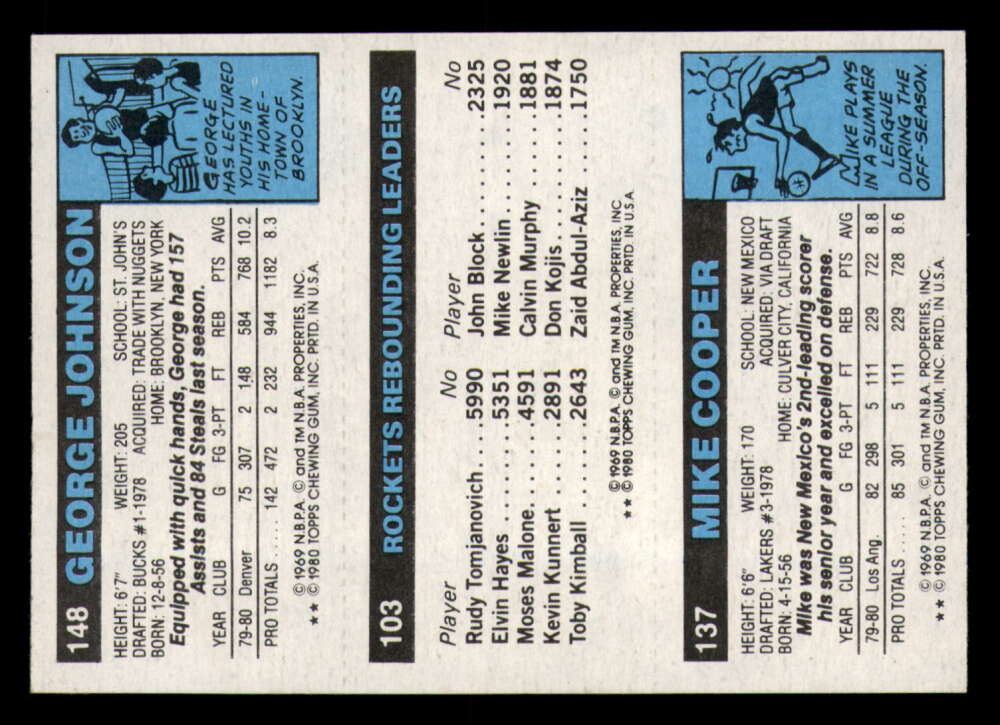 148 GEORGE JOHNSON
HEIGHT: 6'7" WEIGHT: 205 SCHOOL: ST. JOHN'S
DRAFTED: BUCKS #1-1978 ACQUIRED: TRADE WITH NUGGETS
BORN: 12-8-56 HOME: BROOKLYN, NEW YORK
Equipped with quick hands, George had 157
Assists and 84 Steals last season.
YEAR CLUB G FG 3-PT FT REB PTS AVG
79-80 Denver 75 307 2 148 584 768 10.2
PRO TOTALS .... 142 472 2 232 944 1182 8.3
© 1969 N.B.P.A. © and TM N.B.A. PROPERTIES, INC.
★★ © 1980 TOPPS CHEWING GUM, INC. PRTD. IN U.S.A.
GEORGE
HAS LECTURED
YOUTHS IN
HIS HOME-
TOWN OF
BROOKLYN.
103 ROCKETS REBOUNDING LEADERS
Player No Player No
Rudy Tomjanovich....5990 John Block............2325
Elvin Hayes..........5351 Mike Newlin..........1920
Moses Malone........4591 Calvin Murphy........1881
Kevin Kunnert .......2891 Don Kojis............1874
Toby Kimball ........2643 Zaid Abdul-Aziz ......1750
© 1969 N.B.P.A. © and TM N.B.A. PROPERTIES, INC
★★ © 1980 TOPPS CHEWING GUM, INC. PRTD. IN U.S.A
137 MIKE COOPER
HEIGHT: 6'6" WEIGHT: 170 SCHOOL: NEW MEXICO
DRAFTED: LAKERS #3-1978 ACQUIRED: VIA DRAFT
BORN: 4-15-56 HOME: CULVER CITY, CALIFORNIA
Mike was New Mexico's 2nd-leading scorer
his senior year and excelled on defense.
YEAR CLUB G FG 3-PT FT REB PTS AVG
79-80 Los Ang. 82 298 5 111 229 722 8.8
PRO TOTALS ..... 85 301 5 111 229 728 8.6
© 1969 N.B.P.A. © and TM N.B.A. PROPERTIES, INC.
★★ © 1980 TOPPS CHEWING GUM, INC. PRTD. IN U.S.A.
MIKE PLAYS
IN A SUMMER
LEAGUE
DURING THE
OFF-SEASON.